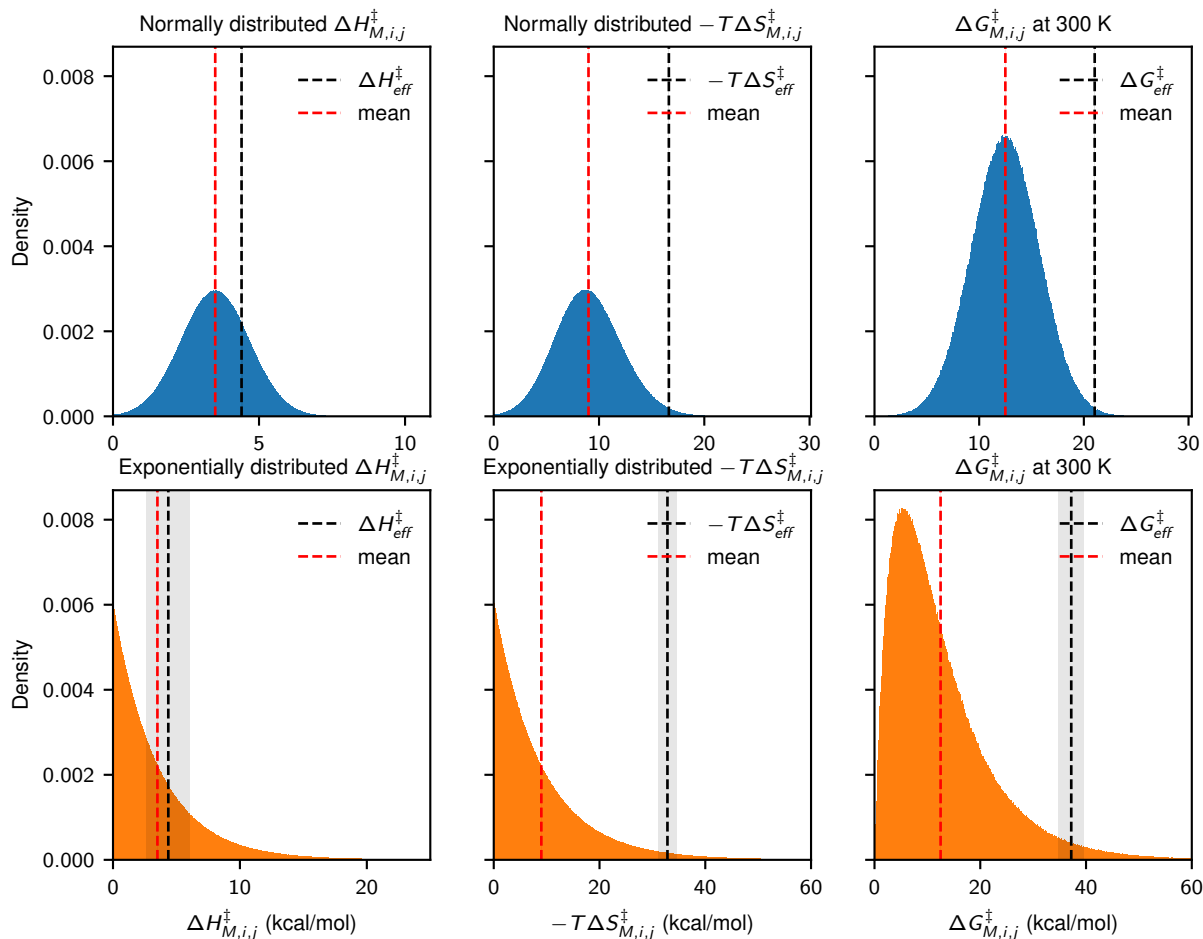 Normally distributed ΔH‡M,i,j
Normally distributed −TΔS‡M,i,j
ΔG‡M,i,j at 300 K
ΔH‡eff
mean
−TΔS‡eff
mean
ΔG‡eff
mean
Density
0.008
0.006
0.004
0.002
0.000
0 5 10
0 10 20 30
0 10 20 30
Exponentially distributed ΔH‡M,i,j
Exponentially distributed −TΔS‡M,i,j
ΔG‡M,i,j at 300 K
ΔH‡eff
mean
−TΔS‡eff
mean
ΔG‡eff
mean
Density
0.008
0.006
0.004
0.002
0.000
0 10 20
0 20 40 60
0 20 40 60
ΔH‡M,i,j (kcal/mol)
−TΔS‡M,i,j (kcal/mol)
ΔG‡M,i,j (kcal/mol)